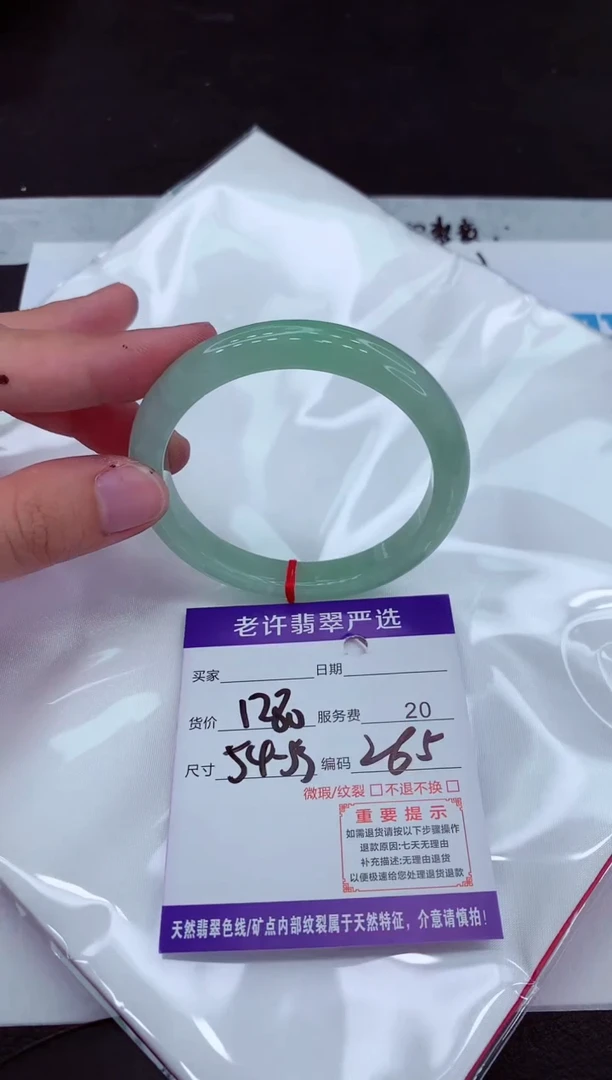 老许翡翠严选
买家 日期
货价 1280 服务费 20
尺寸 54-55 编码 265
微瑕/纹裂 □不退不换 □
重要提示
如需退货请按以下步骤操作
退款原因:七天无理由
补充描述:无理由退货
以便极速给您处理退货退款
天然翡翠色线/矿点内部纹裂属于天然特征，介意请慎拍！